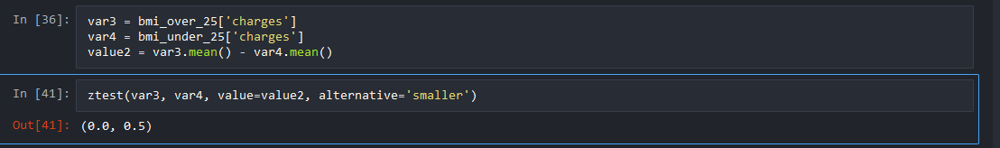 In [36]: var3 = bmi_over_25['charges']
var4 = bmi_under_25['charges']
value2 = var3.mean() - var4.mean()
In [41]: ztest(var3, var4, value=value2, alternative='smaller')
Out[41]: (0.0, 0.5)